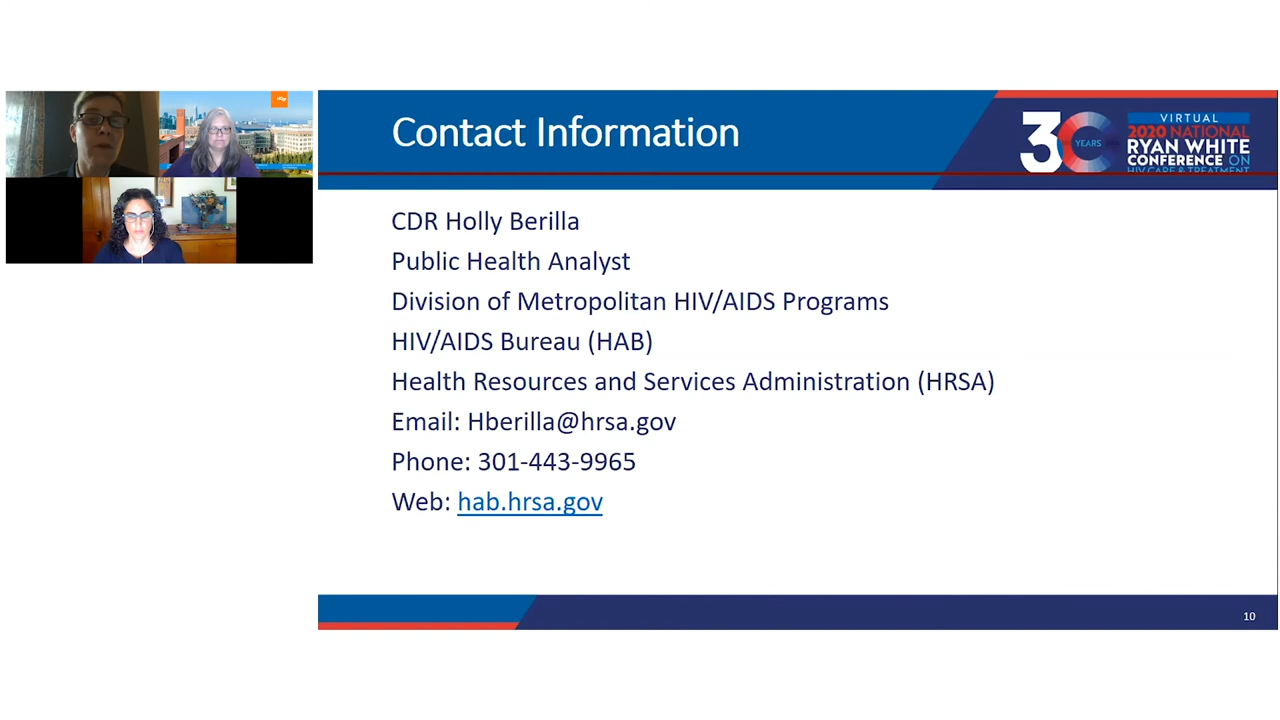 Contact Information
30
YEARS
VIRTUAL
2020 NATIONAL
RYAN WHITE
CONFERENCE ON
HIV CARE & TREATMENT
CDR Holly Berilla
Public Health Analyst
Division of Metropolitan HIV/AIDS Programs
HIV/AIDS Bureau (HAB)
Health Resources and Services Administration (HRSA)
Email: Hberilla@hrsa.gov
Phone: 301-443-9965
Web: hab.hrsa.gov
10